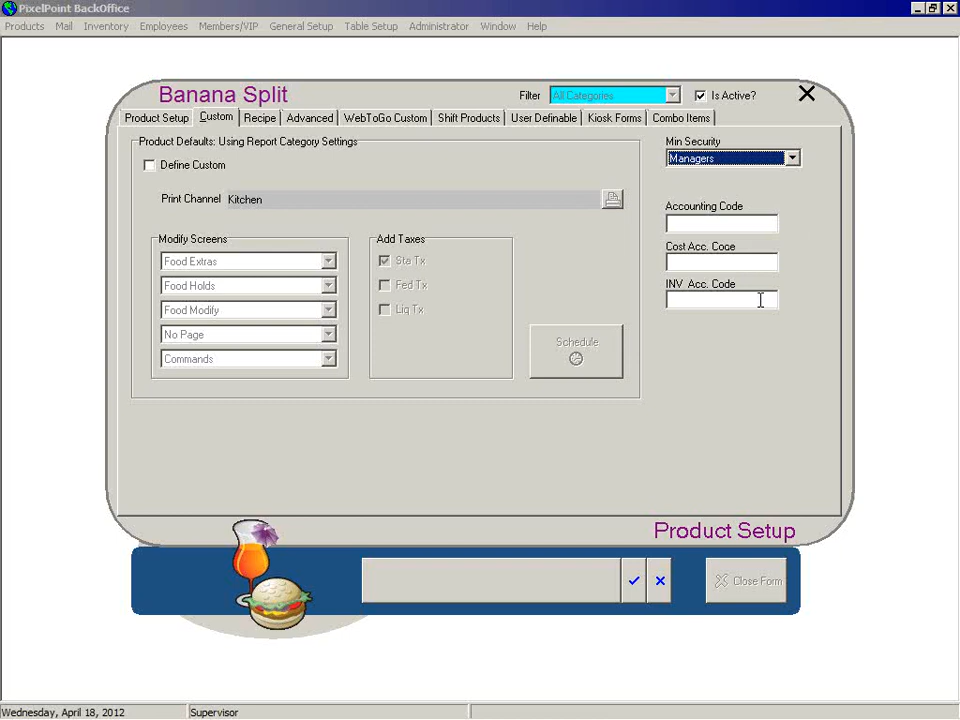 PixelPoint BackOffice
Products Mail Inventory Employees Members/VIP General Setup Table Setup Administrator Window Help
Banana Split
Filter All Categories Is Active?
Product Setup Custom Recipe Advanced WebToGo Custom Shift Products User Definable Kiosk Forms Combo Items
Product Defaults: Using Report Category Settings
Define Custom
Print Channel Kitchen
Modify Screens
Food Extras
Food Holds
Food Modify
No Page
Commands
Add Taxes
Sta Tx
Fed Tx
Liq Tx
Schedule
Min Security
Managers
Accounting Code
Cost Acc. Code
INV Acc. Code
Product Setup
Close Form
Wednesday, April 18, 2012 Supervisor